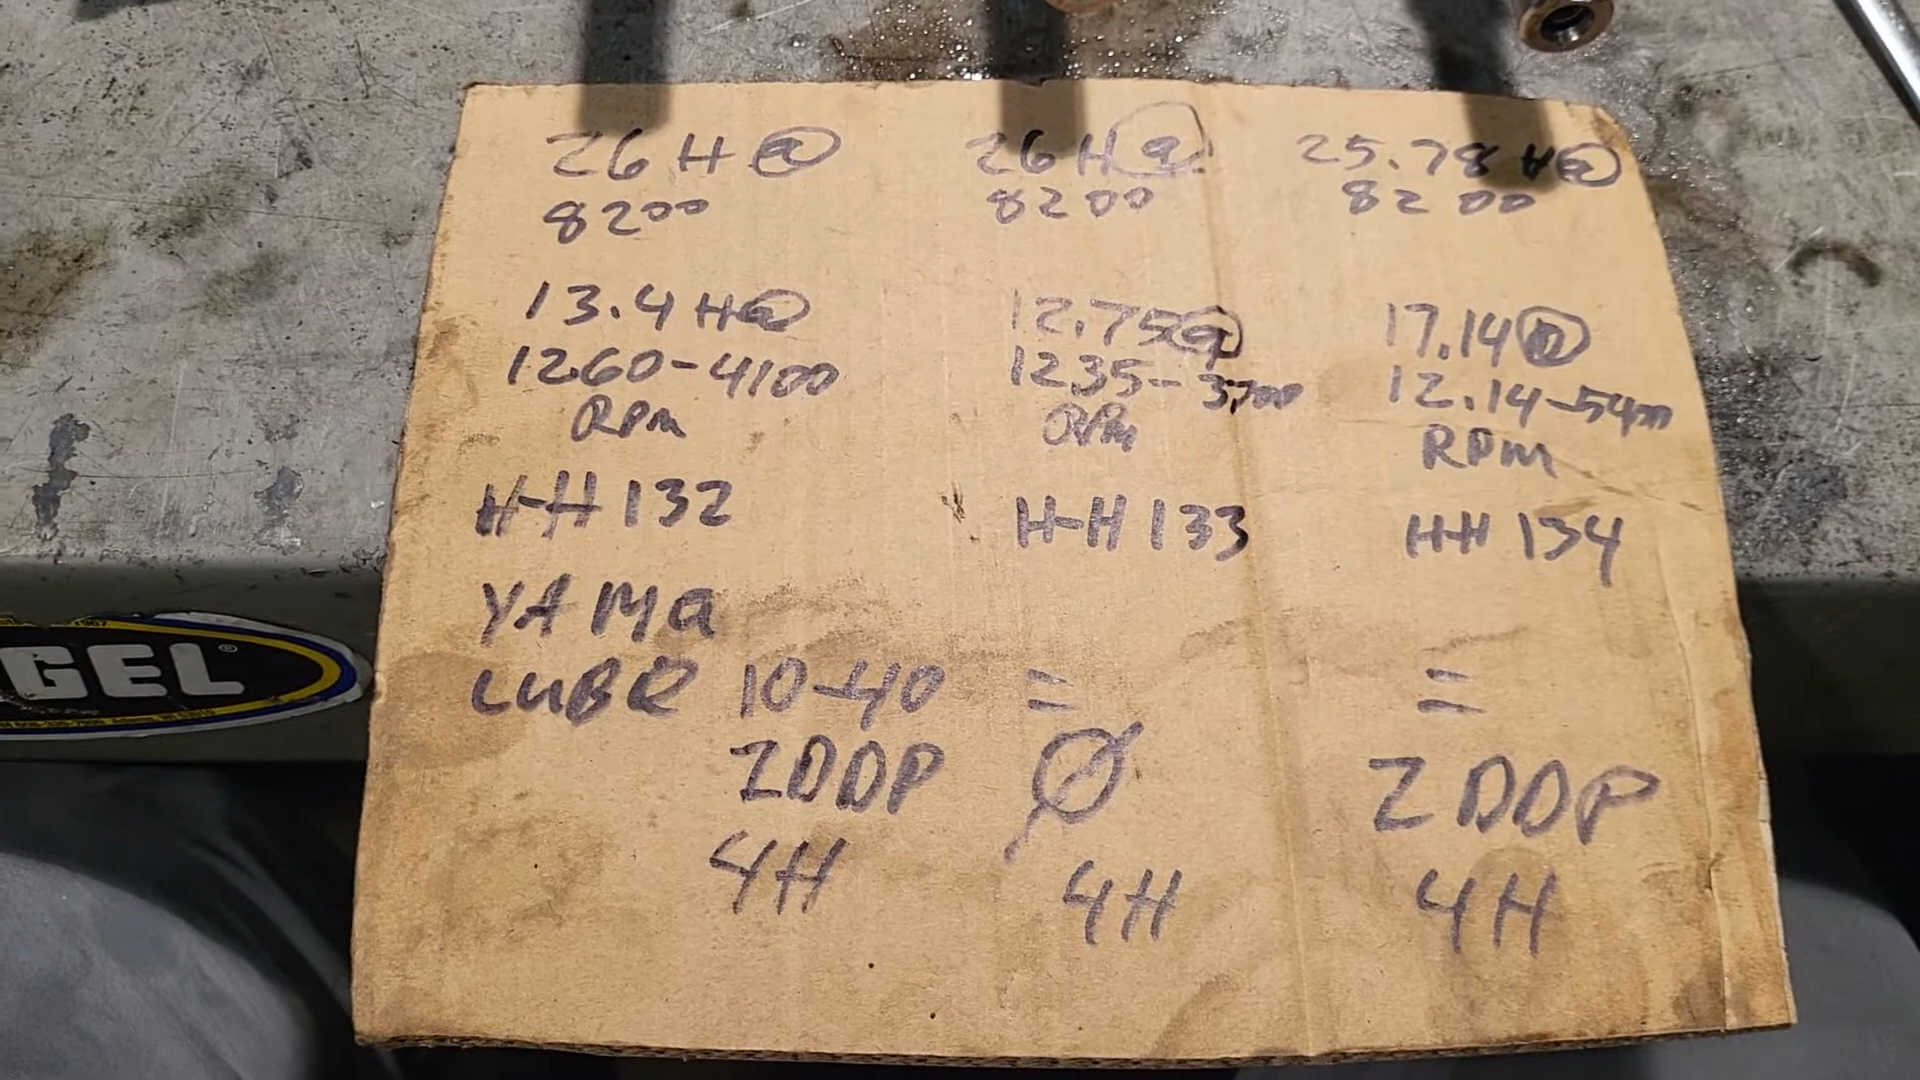 26 H @ 26 H @ 25.78 H @
8200 8200 8200
13.4 H @ 12.75 @ 17.14 @
1260-4100 1235-3700 12.14-5400
RPM RPM RPM
H-H 132 H-H 133 H-H 134
YAMA
LUBE 10-40 = =
ZDDP Ø ZDDP
4H 4H 4H
GEL®